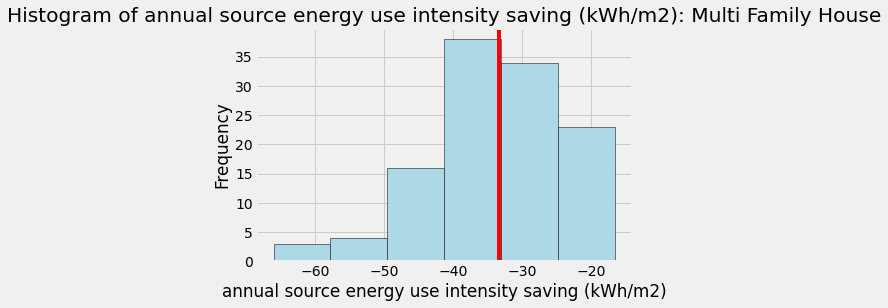 Histogram of annual source energy use intensity saving (kWh/m2): Multi Family House
Frequency
35
30
25
20
15
10
5
0
−60 −50 −40 −30 −20
annual source energy use intensity saving (kWh/m2)